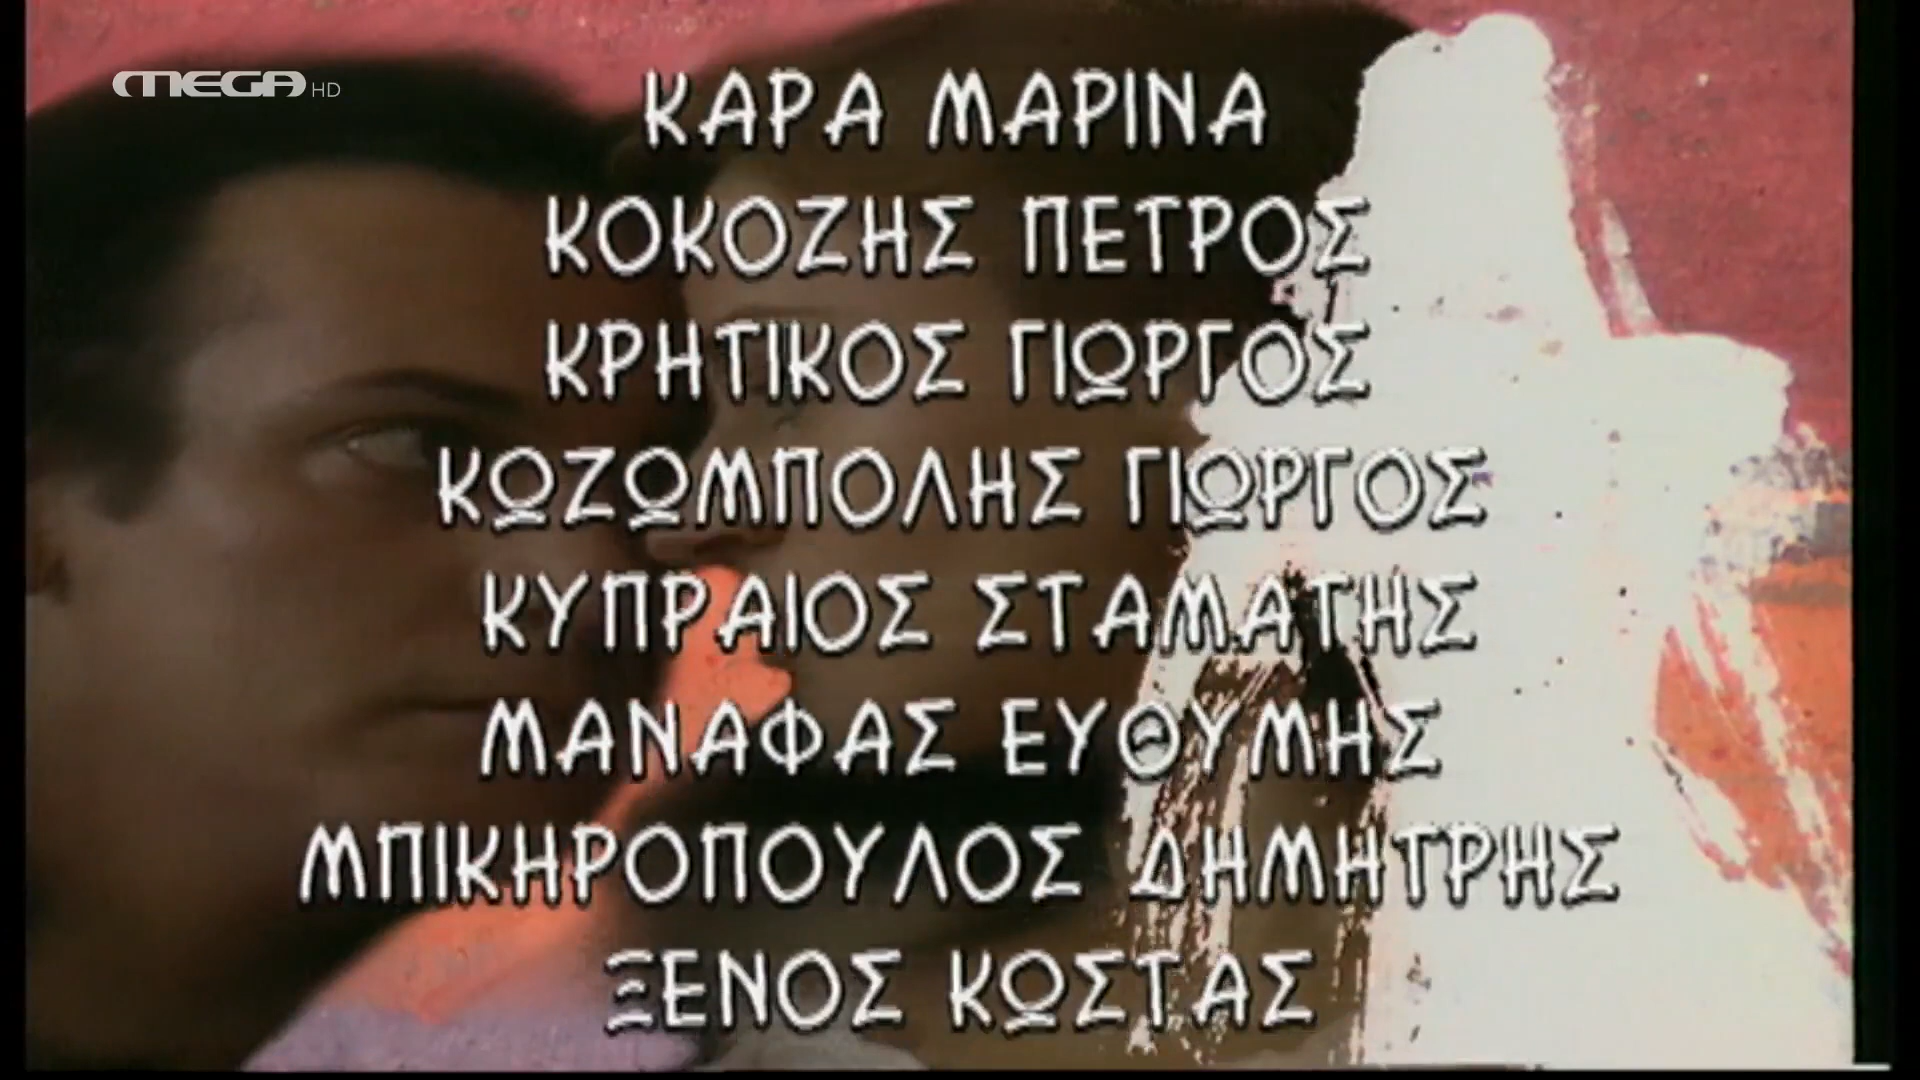 MEGA HD
ΚΑΡΑ ΜΑΡΙΝΑ
ΚΟΚΟΖΗΣ ΠΕΤΡΟΣ
ΚΡΗΤΙΚΟΣ ΓΙΩΡΓΟΣ
ΚΩΖΩΜΠΟΛΗΣ ΓΙΩΡΓΟΣ
ΚΥΠΡΑΙΟΣ ΣΤΑΜΑΤΗΣ
ΜΑΝΑΦΑΣ ΕΥΘΥΜΗΣ
ΜΠΙΚΗΡΟΠΟΥΛΟΣ ΔΗΜΗΤΡΗΣ
ΞΕΝΟΣ ΚΩΣΤΑΣ